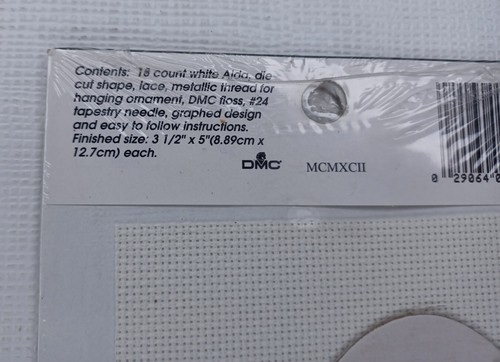 Contents: 18 count white Aida, die
cut shape, lace, metallic thread for
hanging ornament, DMC floss, #24
tapestry needle, graphed design
and easy to follow instructions.
Finished size: 3 1/2" x 5"(8.89cm x
12.7cm) each.
DMC
MCMXCII
0 29064 0